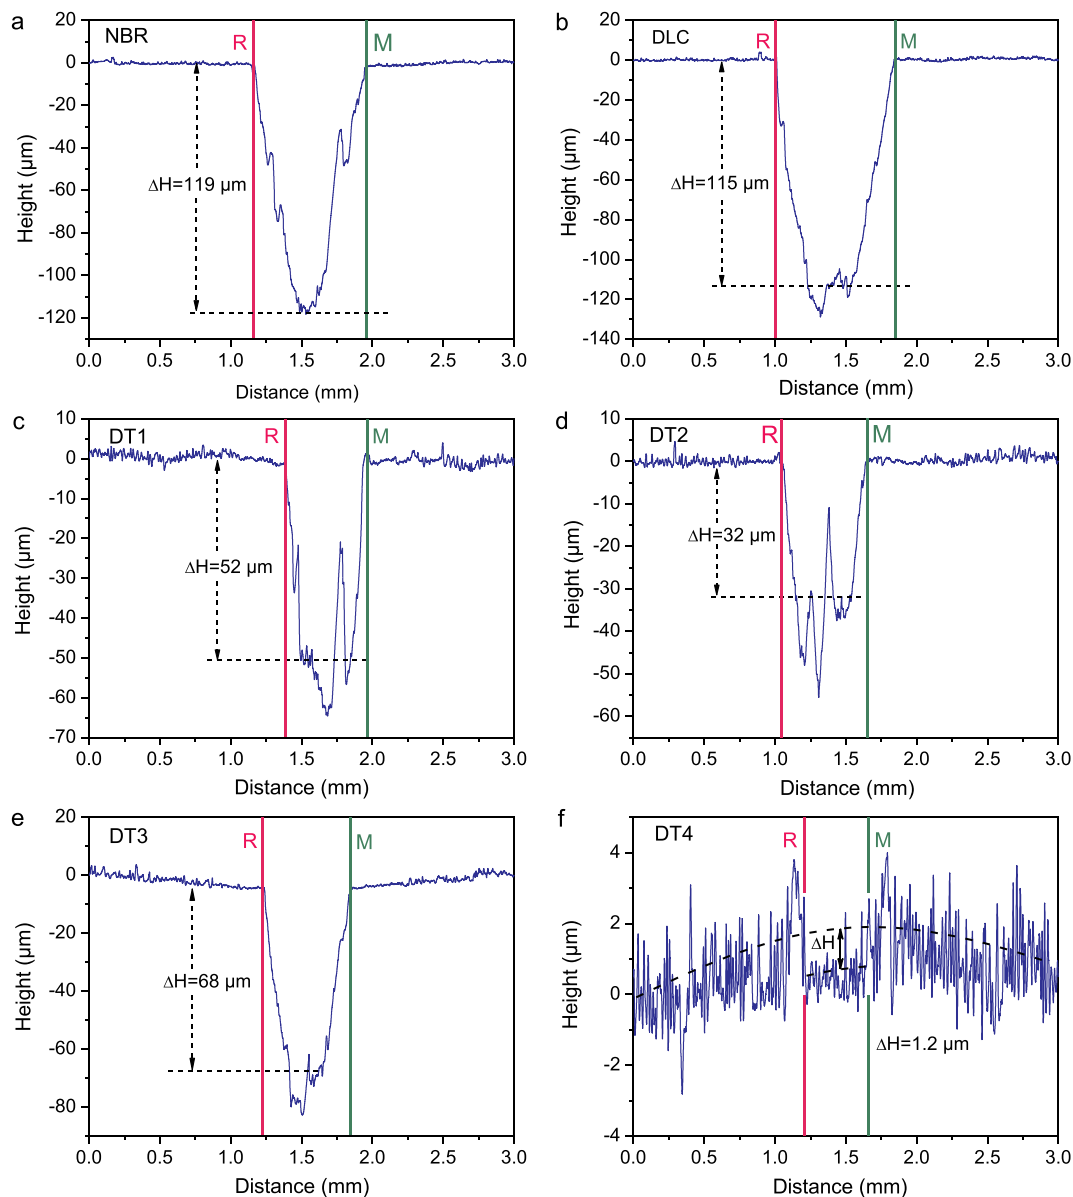 a
NBR
R
M
20
0
-20
-40
-60
-80
-100
-120
Height (µm)
ΔH=119 µm
0.0 0.5 1.0 1.5 2.0 2.5 3.0
Distance (mm)
b
DLC
R
M
20
0
-20
-40
-60
-80
-100
-120
-140
Height (µm)
ΔH=115 µm
0.0 0.5 1.0 1.5 2.0 2.5 3.0
Distance (mm)
c
DT1
R
M
10
0
-10
-20
-30
-40
-50
-60
-70
Height (µm)
ΔH=52 µm
0.0 0.5 1.0 1.5 2.0 2.5 3.0
Distance (mm)
d
DT2
R
M
10
0
-10
-20
-30
-40
-50
-60
Height (µm)
ΔH=32 µm
0.0 0.5 1.0 1.5 2.0 2.5 3.0
Distance (mm)
e
DT3
R
M
20
0
-20
-40
-60
-80
Height (µm)
ΔH=68 µm
0.0 0.5 1.0 1.5 2.0 2.5 3.0
Distance (mm)
f
DT4
R
M
4
2
0
-2
-4
Height (µm)
ΔH
ΔH=1.2 µm
0.0 0.5 1.0 1.5 2.0 2.5 3.0
Distance (mm)